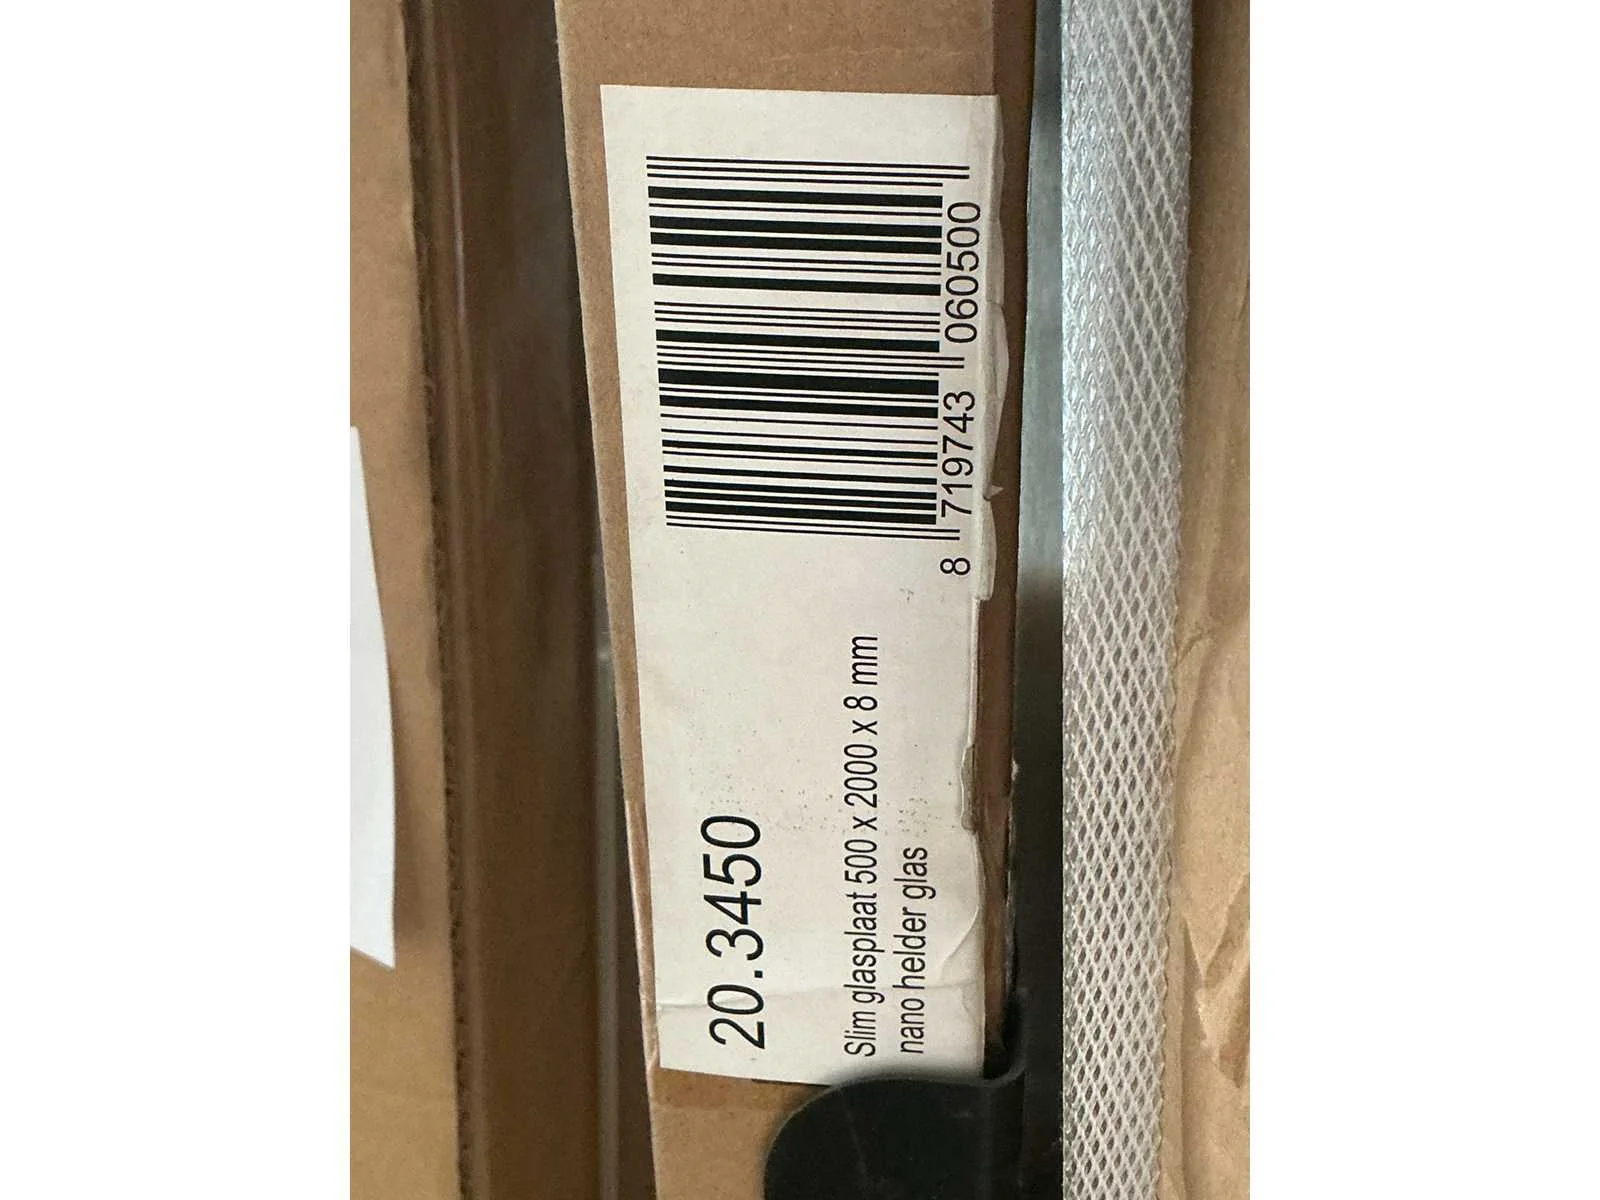 20.3450
Slim glasplaat 500 x 2000 x 8 mm
nano helder glas
8 719743 060500